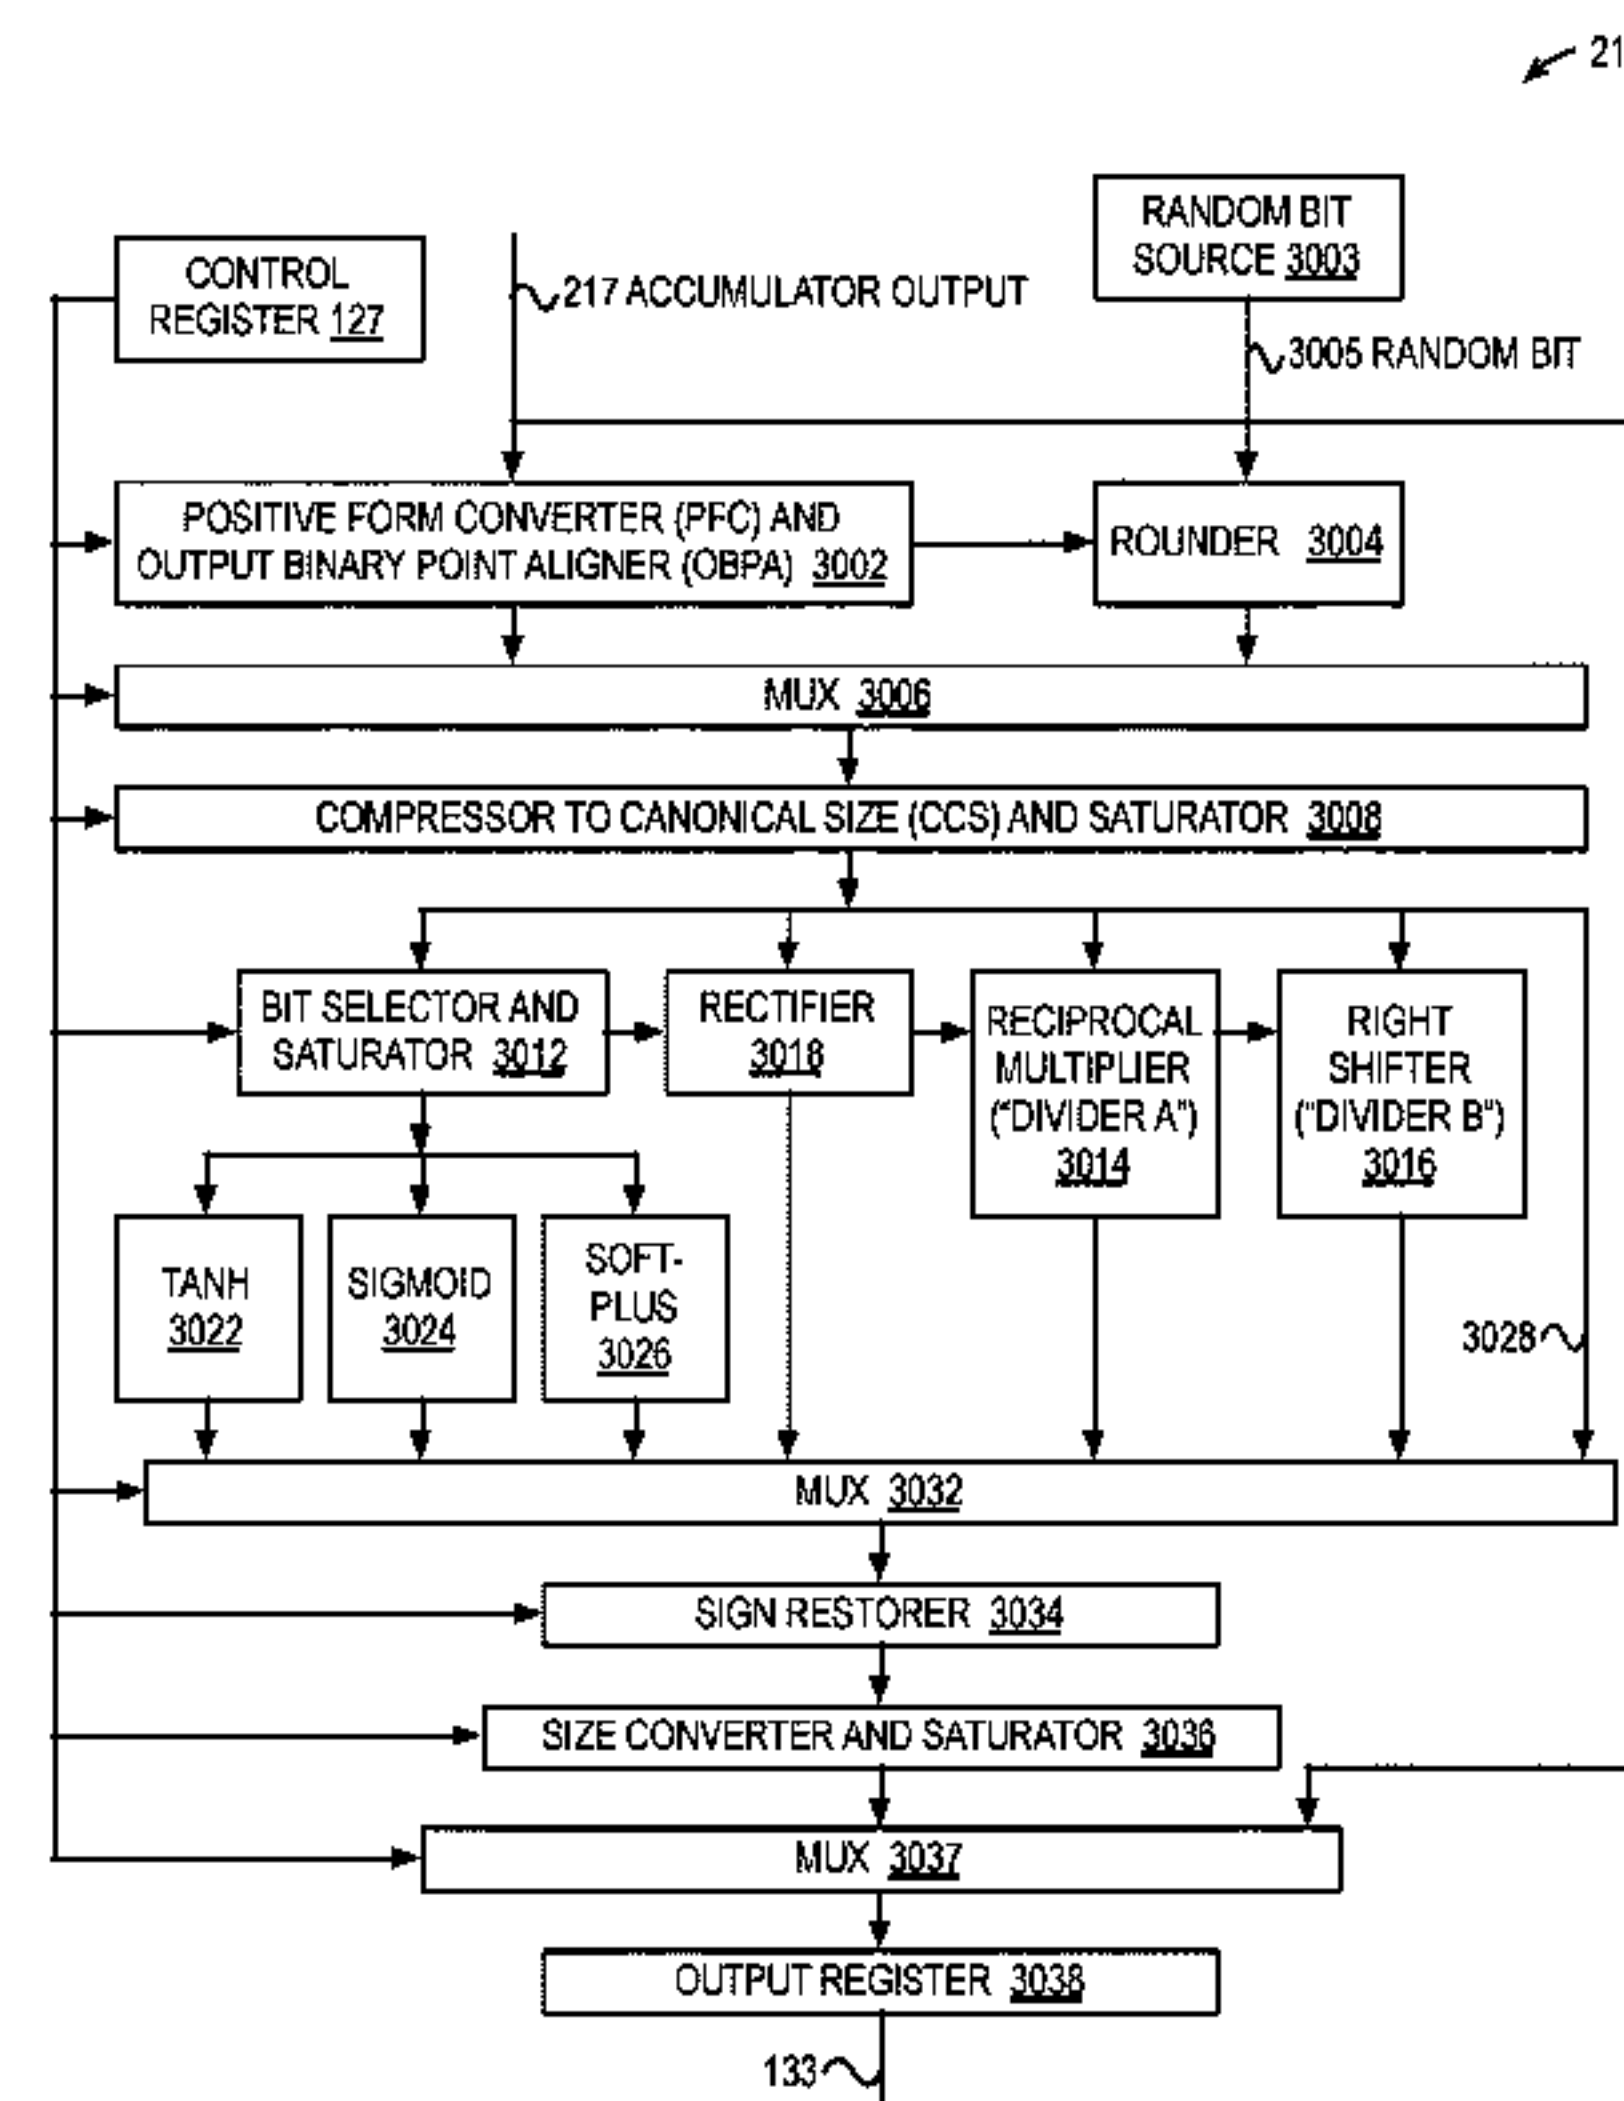 21
RANDOM BIT
SOURCE 3003
CONTROL
REGISTER 127
217 ACCUMULATOR OUTPUT
3005 RANDOM BIT
POSITIVE FORM CONVERTER (PFC) AND
OUTPUT BINARY POINT ALIGNER (OBPA) 3002
ROUNDER 3004
MUX 3006
COMPRESSOR TO CANONICAL SIZE (CCS) AND SATURATOR 3008
BIT SELECTOR AND
SATURATOR 3012
RECTIFIER
3018
RECIPROCAL
MULTIPLIER
("DIVIDER A")
3014
RIGHT
SHIFTER
("DIVIDER B")
3016
TANH
3022
SIGMOID
3024
SOFT-
PLUS
3026
3028
MUX 3032
SIGN RESTORER 3034
SIZE CONVERTER AND SATURATOR 3036
MUX 3037
OUTPUT REGISTER 3038
133